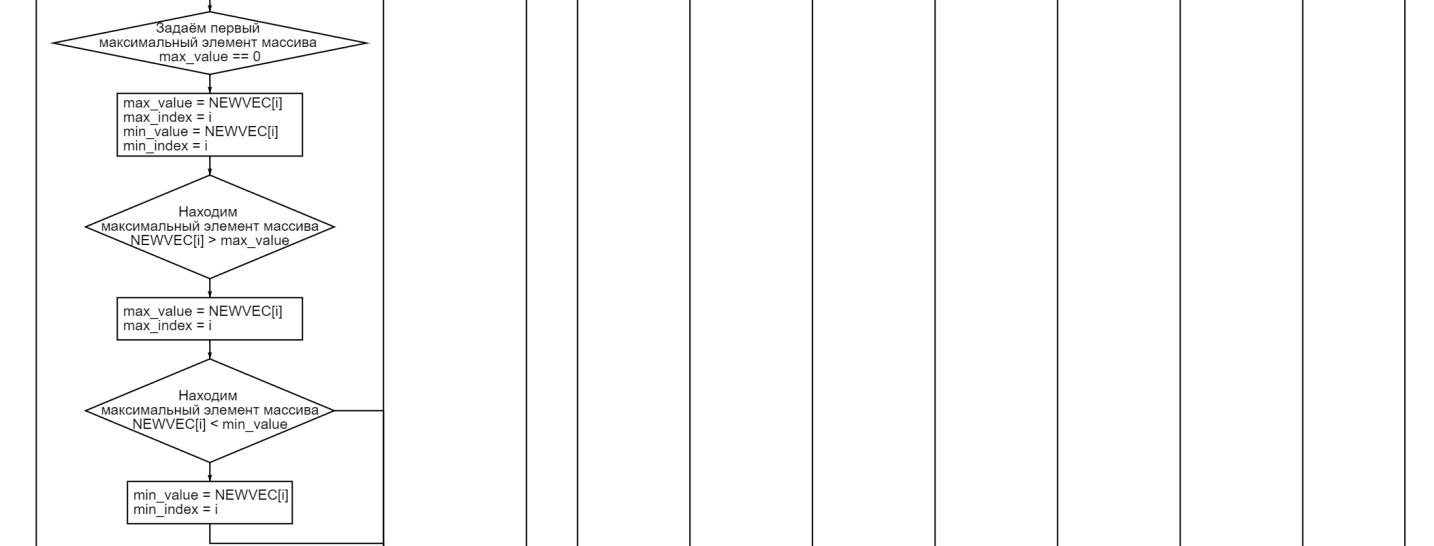 Задаём первый
максимальный элемент массива
max_value == 0
max_value = NEWVEC[i]
max_index = i
min_value = NEWVEC[i]
min_index = i
Находим
максимальный элемент массива
NEWVEC[i] > max_value
max_value = NEWVEC[i]
max_index = i
Находим
максимальный элемент массива
NEWVEC[i] < min_value
min_value = NEWVEC[i]
min_index = i